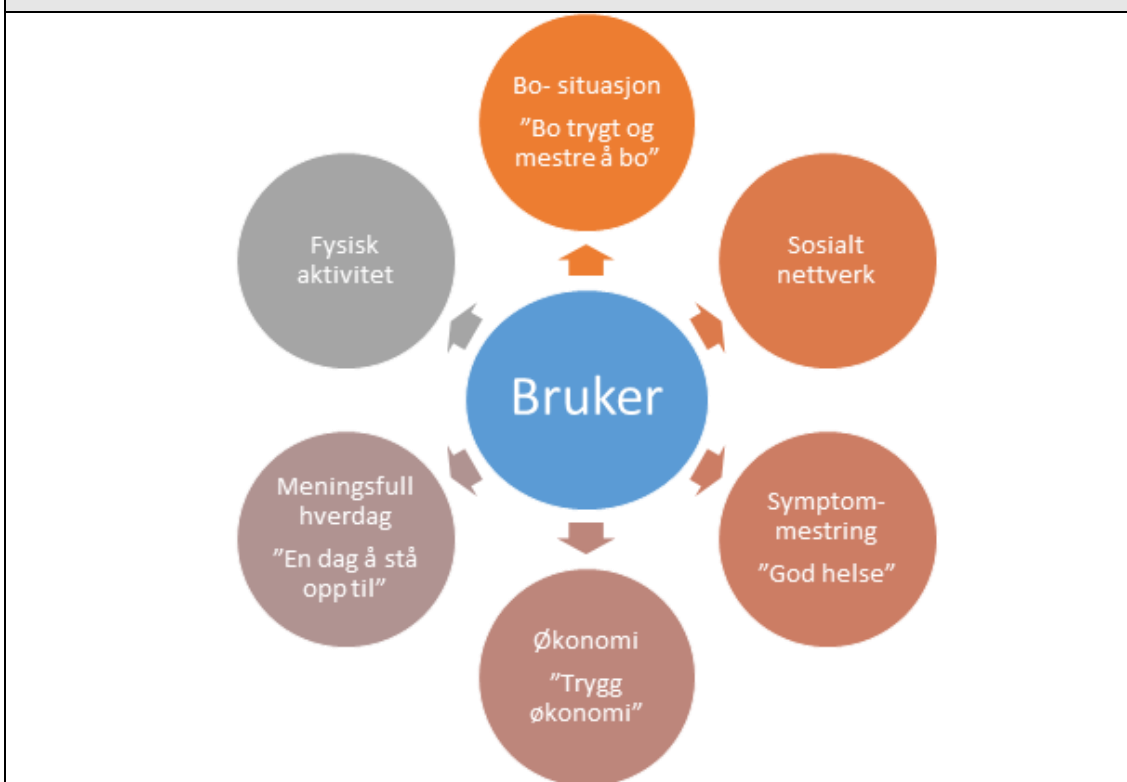 Bo- situasjon
”Bo trygt og
mestre å bo”
Fysisk
aktivitet
Sosialt
nettverk
Bruker
Meningsfull
hverdag
”En dag å stå
opp til”
Symptom-
mestring
”God helse”
Økonomi
”Trygg
økonomi”